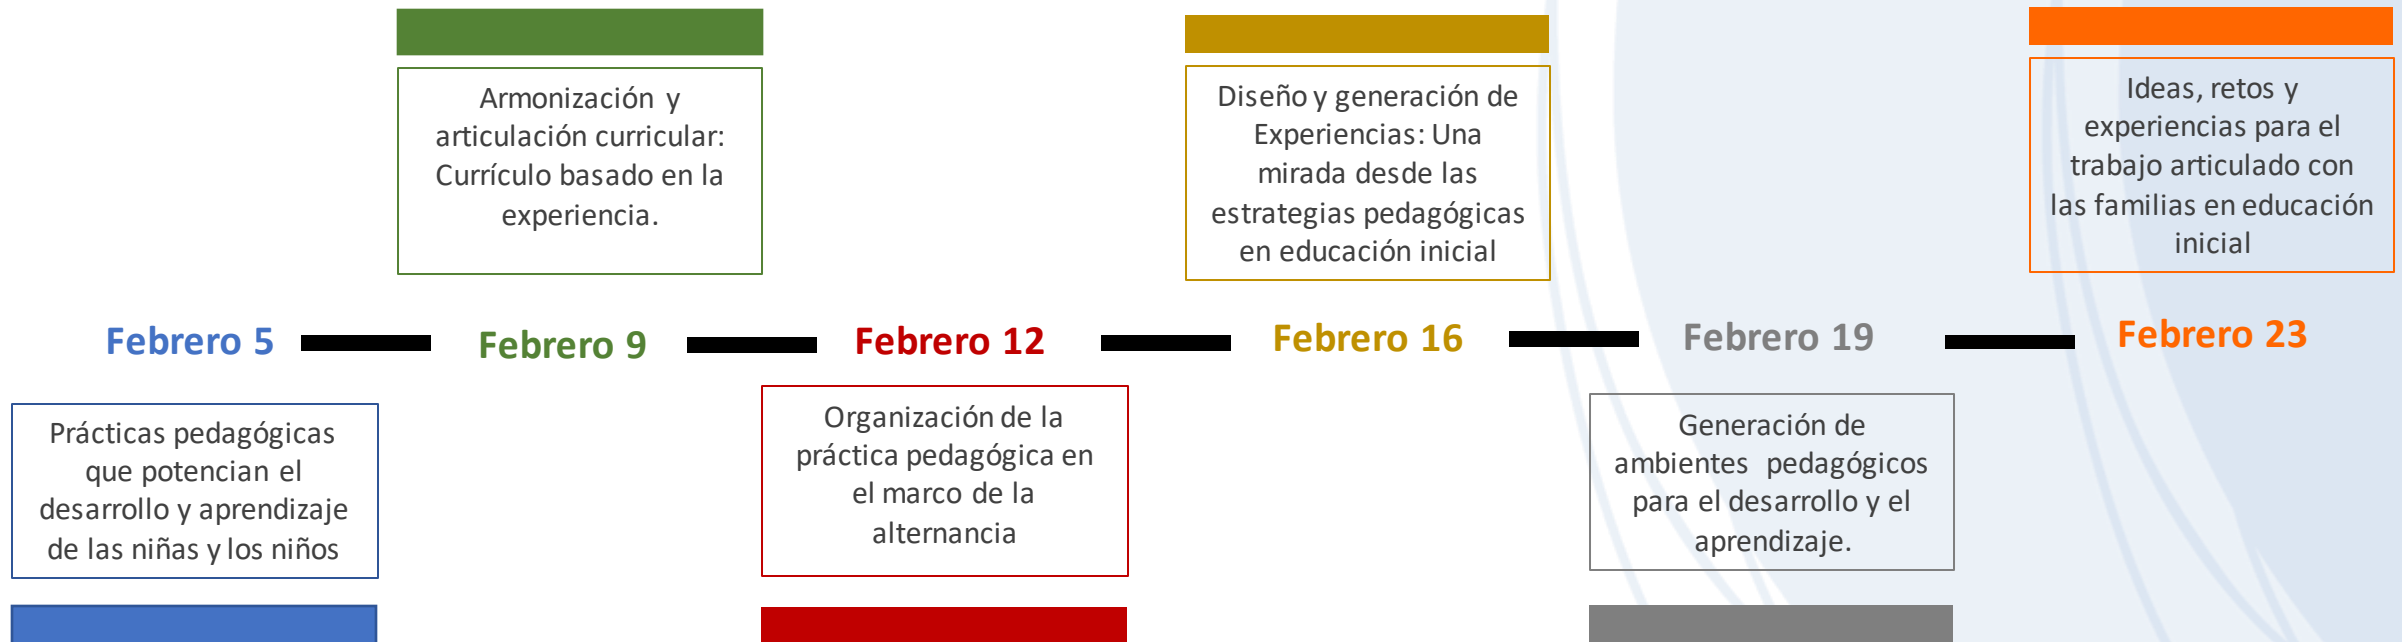 Armonización y
articulación curricular:
Currículo basado en la
experiencia.
Diseño y generación de
Experiencias: Una
mirada desde las
estrategias pedagógicas
en educación inicial
Ideas, retos y
experiencias para el
trabajo articulado con
las familias en educación
inicial
Febrero 5
Febrero 9
Febrero 12
Febrero 16
Febrero 19
Febrero 23
Prácticas pedagógicas
que potencian el
desarrollo y aprendizaje
de las niñas y los niños
Organización de la
práctica pedagógica en
el marco de la
alternancia
Generación de
ambientes pedagógicos
para el desarrollo y el
aprendizaje.